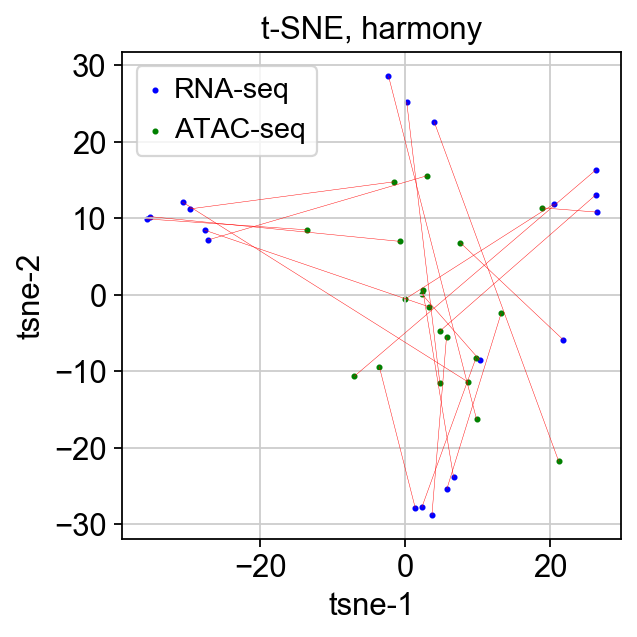 t-SNE, harmony
RNA-seq
ATAC-seq
30
20
10
0
−10
−20
−30
tsne-2
−20 0 20
tsne-1